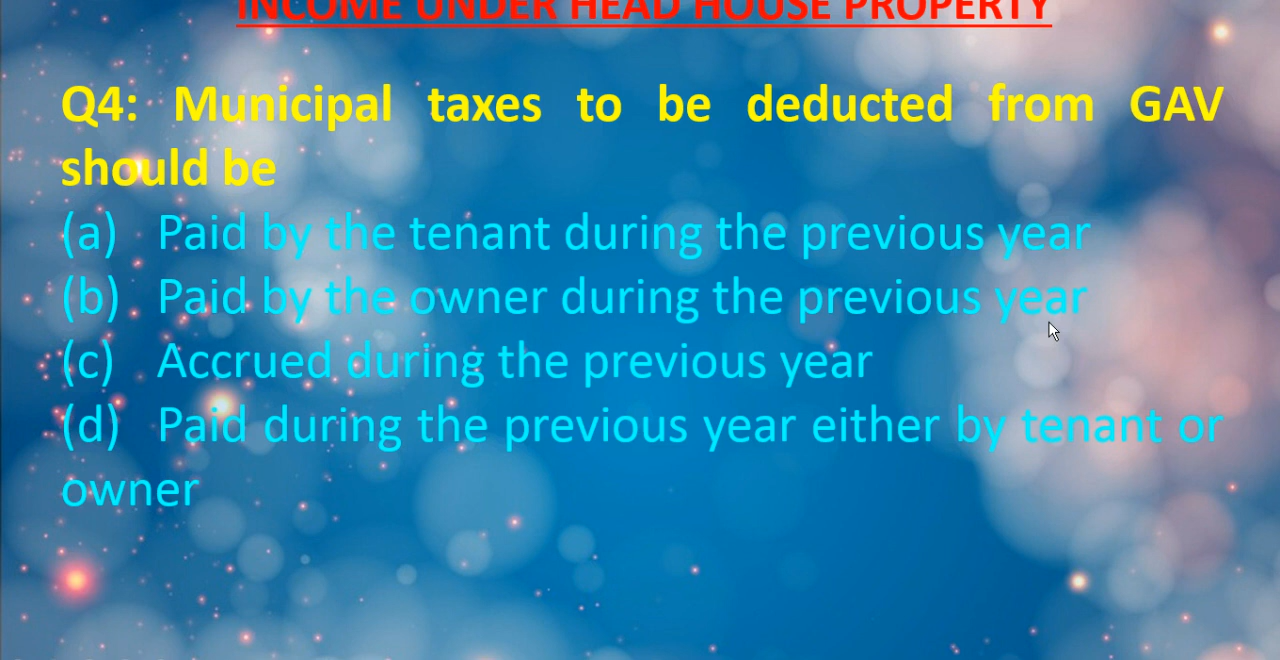 INCOME UNDER HEAD HOUSE PROPERTY
Q4: Municipal taxes to be deducted from GAV
should be
(a) Paid by the tenant during the previous year
(b) Paid by the owner during the previous year
(c) Accrued during the previous year
(d) Paid during the previous year either by tenant or
owner